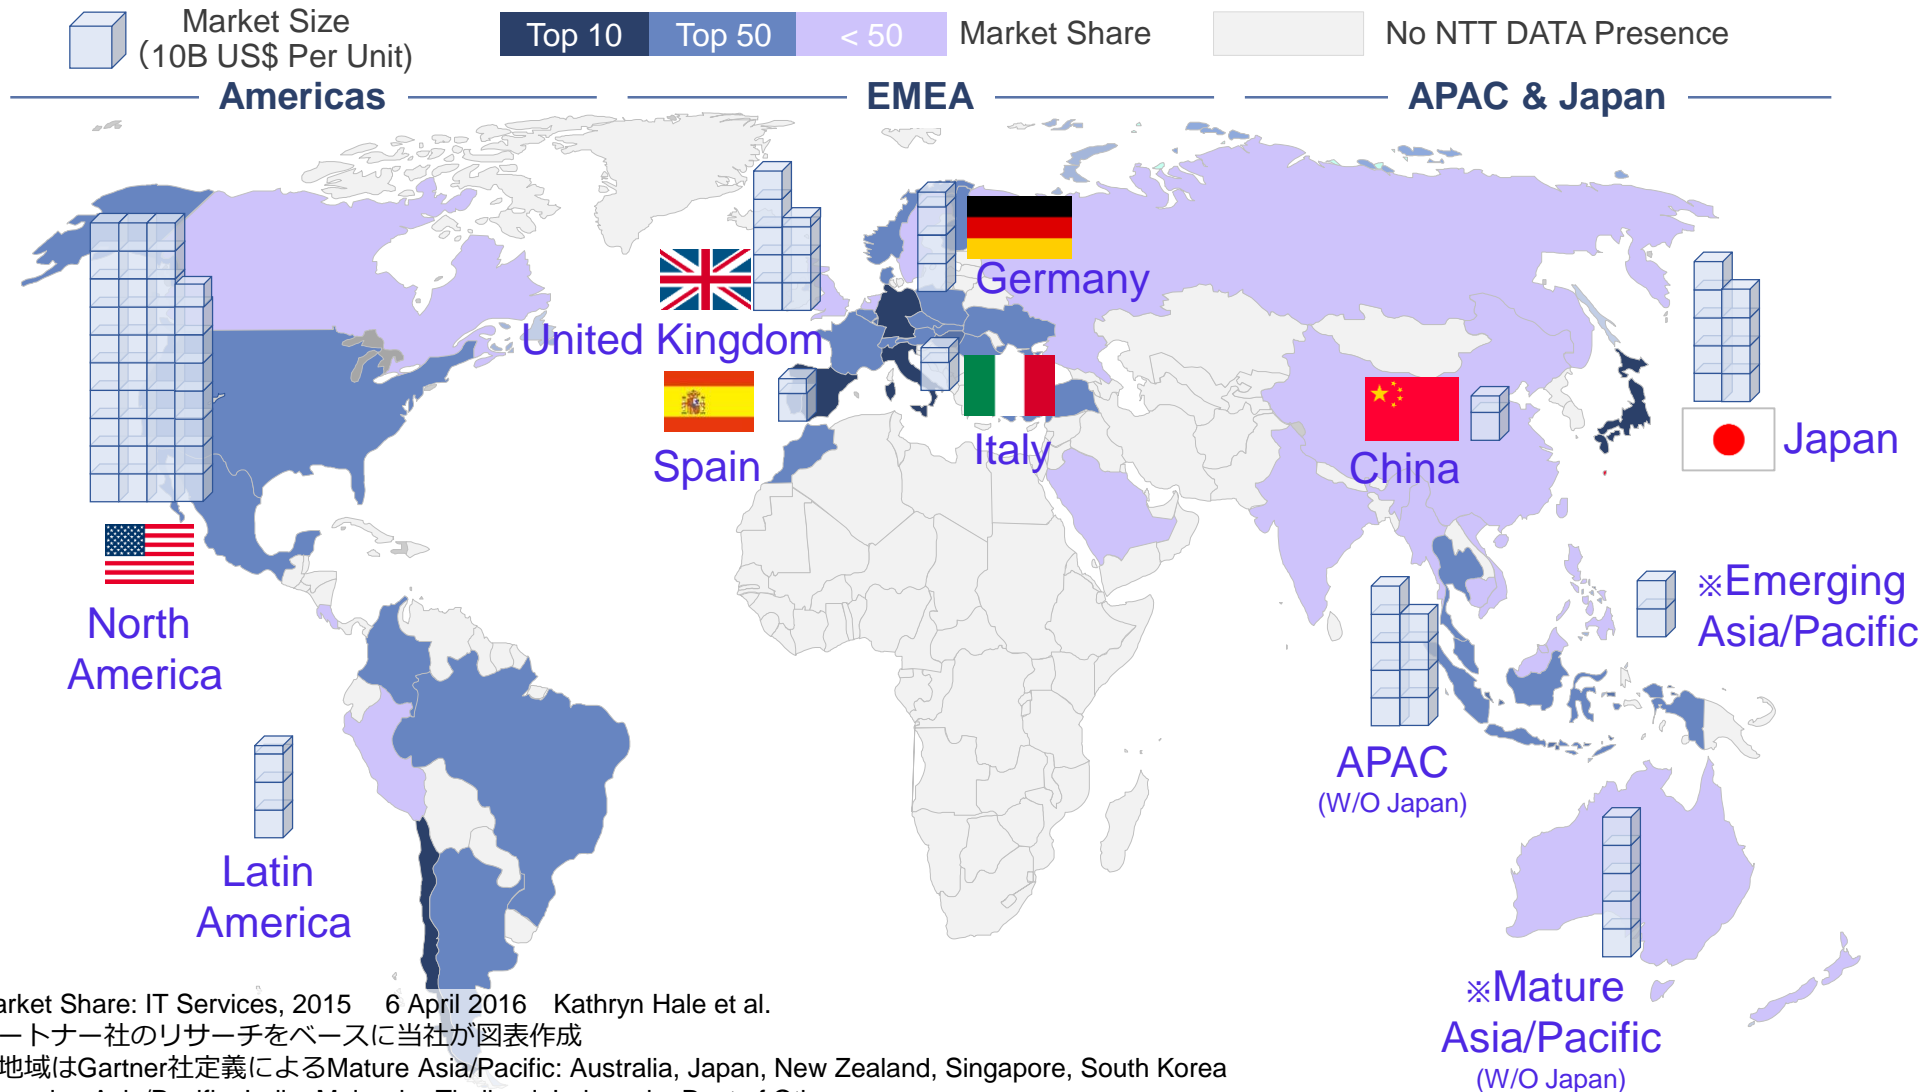 Market Size
（10B US$ Per Unit)
Top 10
Top 50
< 50
Market Share
No NTT DATA Presence
Americas
EMEA
APAC & Japan
Germany
United Kingdom
Spain
Italy
China
Japan
North
America
※Emerging
Asia/Pacific
APAC
(W/O Japan)
Latin
America
※Mature
Asia/Pacific
(W/O Japan)
arket Share: IT Services, 2015 6 April 2016 Kathryn Hale et al.
ートナー社のリサーチをベースに当社が図表作成
地域はGartner社定義によるMature Asia/Pacific: Australia, Japan, New Zealand, Singapore, South Korea